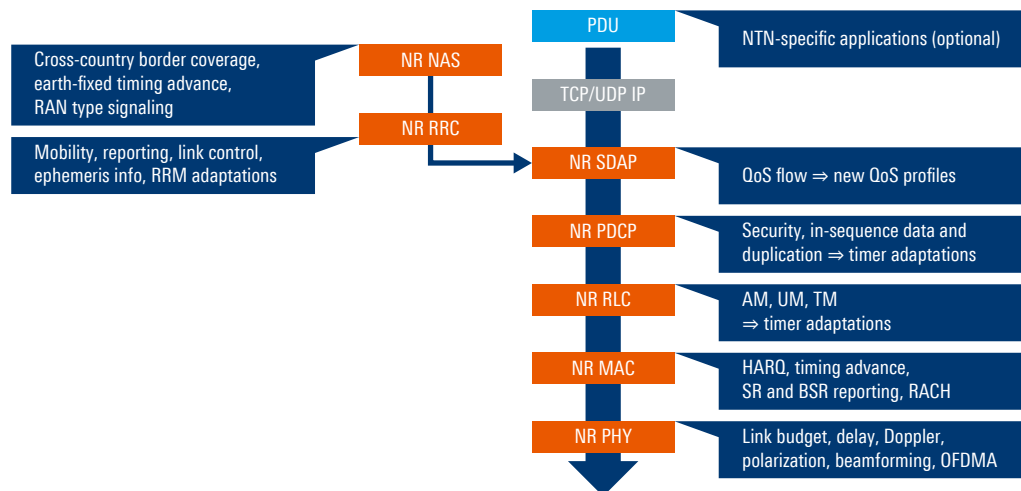 PDU
NTN-specific applications (optional)
Cross-country border coverage,
earth-fixed timing advance,
RAN type signaling
NR NAS
TCP/UDP IP
NR RRC
Mobility, reporting, link control,
ephemeris info, RRM adaptations
NR SDAP
QoS flow ⇒ new QoS profiles
NR PDCP
Security, in-sequence data and
duplication ⇒ timer adaptations
NR RLC
AM, UM, TM
⇒ timer adaptations
NR MAC
HARQ, timing advance,
SR and BSR reporting, RACH
NR PHY
Link budget, delay, Doppler,
polarization, beamforming, OFDMA